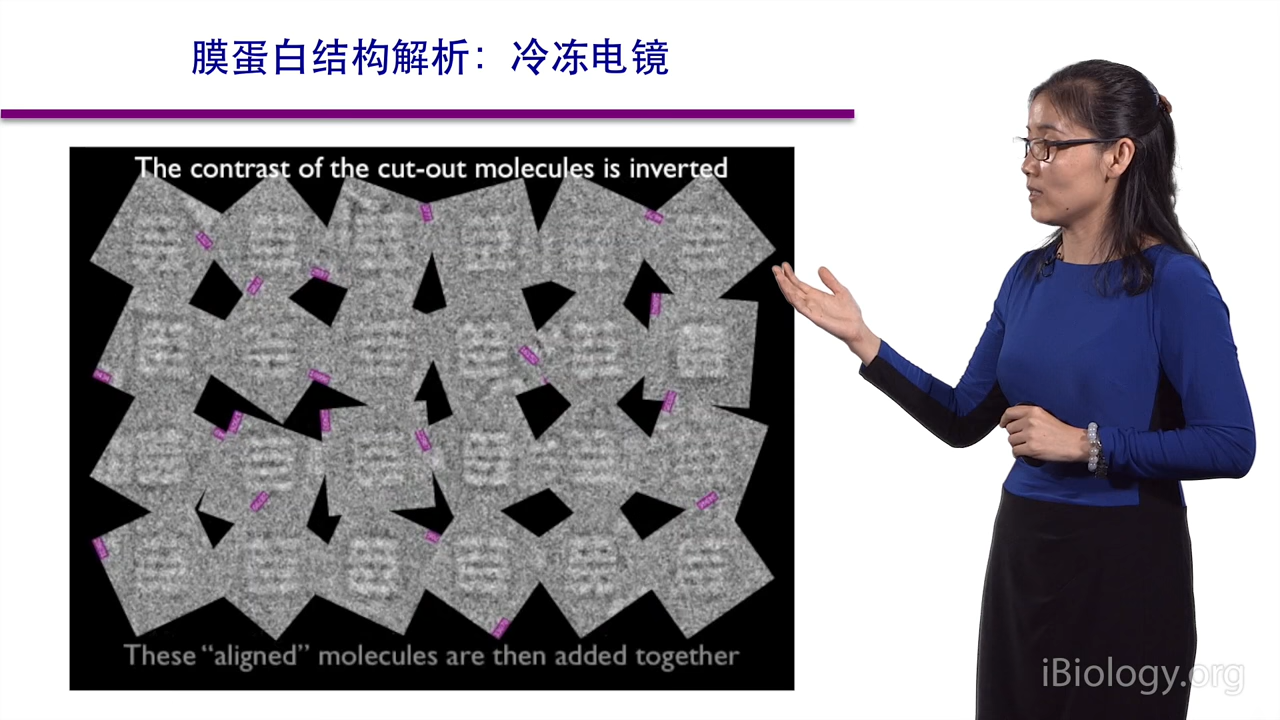 膜蛋白结构解析：冷冻电镜
The contrast of the cut-out molecules is inverted
These “aligned” molecules are then added together
iBiology.org